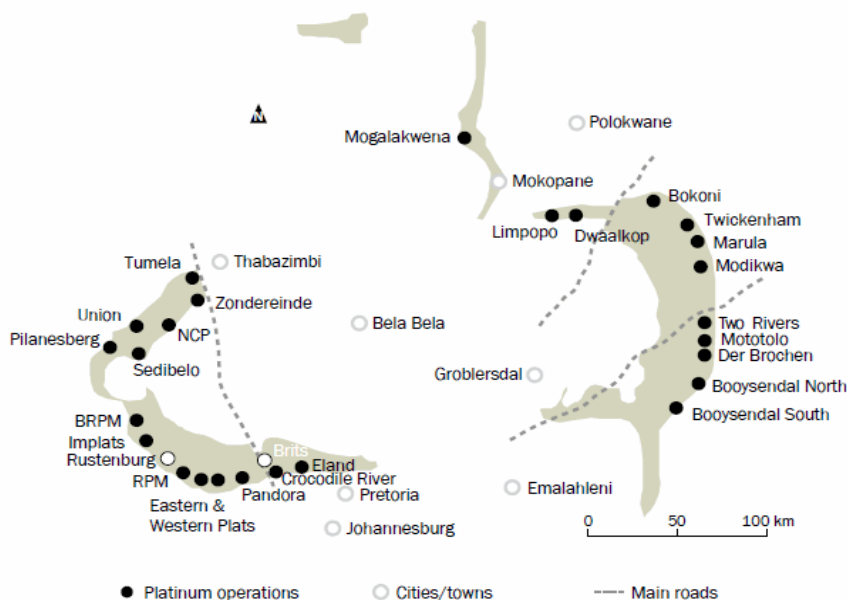 N
Polokwane
Mogalakwena
Mokopane
Bokoni
Limpopo
Dwaalkop
Twickenham
Marula
Modikwa
Tumela
Thabazimbi
Zondereinde
Union
NCP
Pilanesberg
Sedibelo
Bela Bela
Two Rivers
Mototolo
Der Brochen
Groblersdal
Booysendal North
Booysendal South
BRPM
Implats
Rustenburg
Brits
Eland
RPM
Crocodile River
Pandora
Pretoria
Eastern &
Western Plats
Johannesburg
Emalahleni
0 50 100 km
Platinum operations
Cities/towns
Main roads